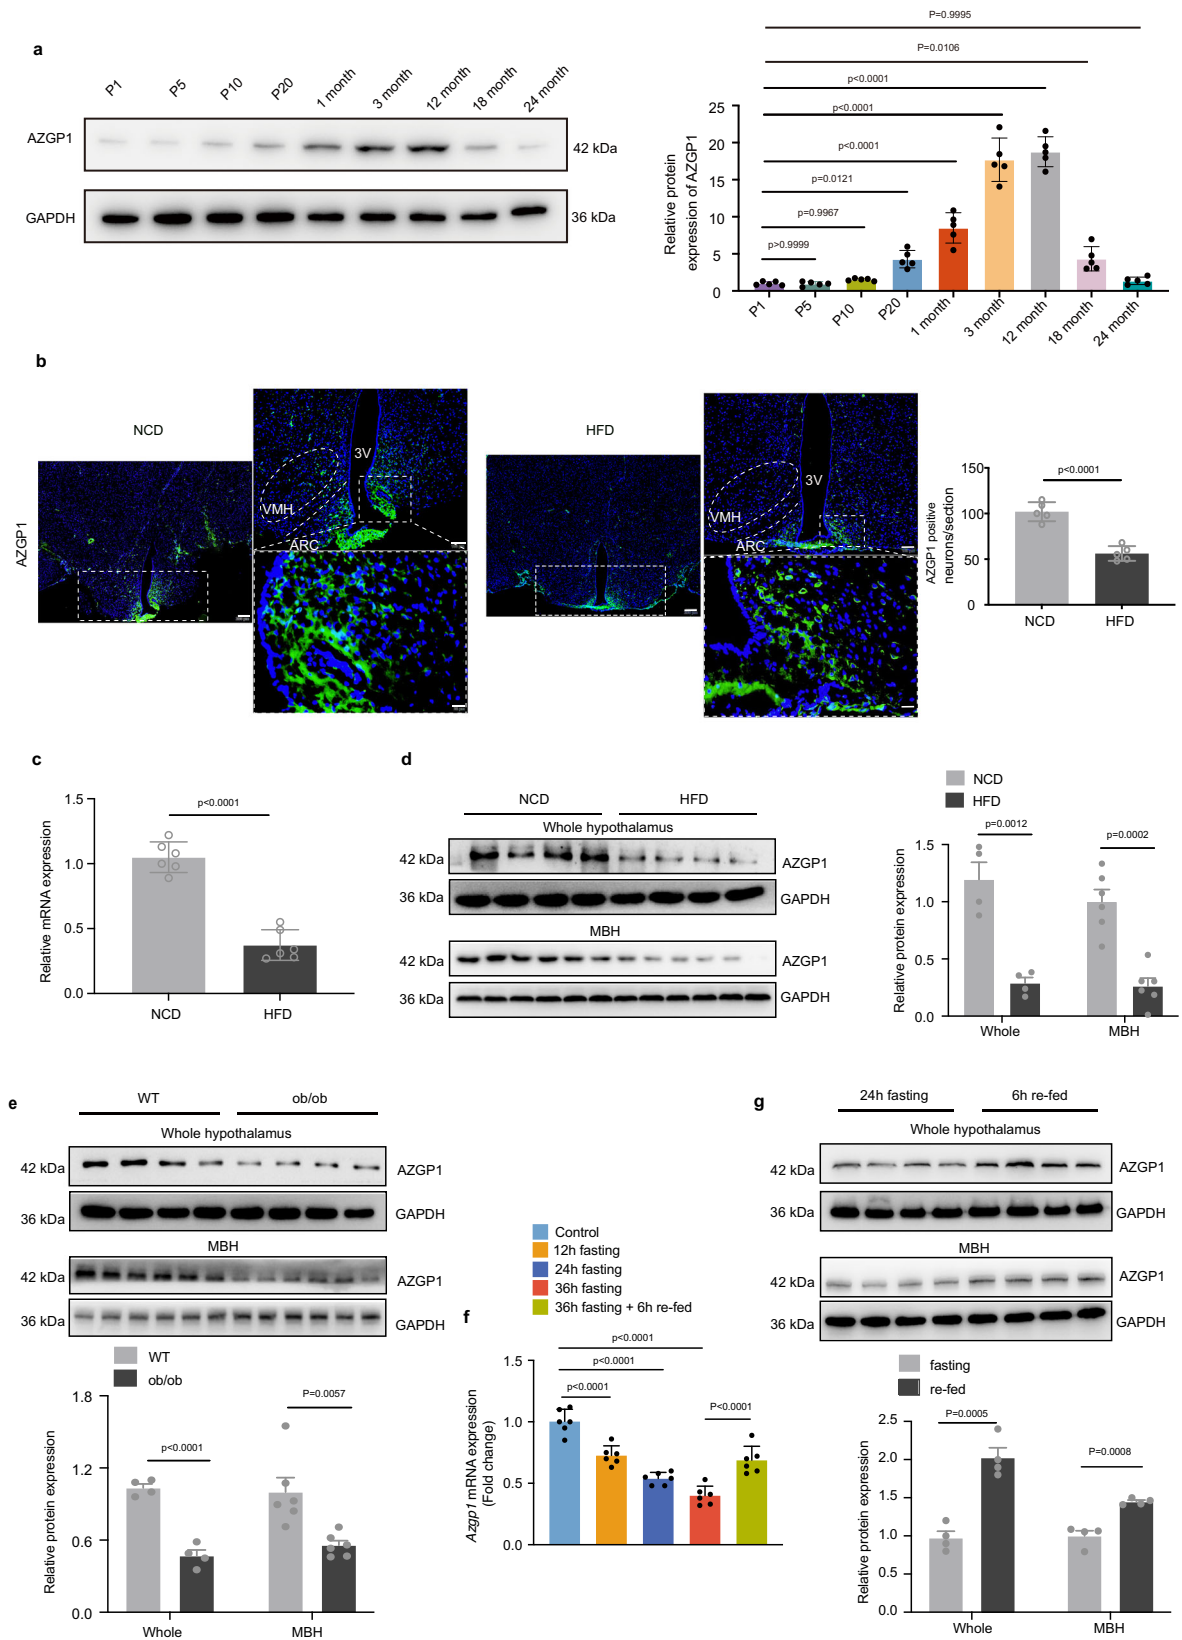 a
P1 P5 P10 P20 1 month 3 month 12 month 18 month 24 month
AZGP1 42 kDa
GAPDH 36 kDa
P=0.9995
P=0.0106
p<0.0001
p<0.0001
p<0.0001
p=0.0121
p=0.9967
p>0.9999
Relative protein
expression of AZGP1
25
20
15
10
5
0
P1 P5 P10 P20 1 month 3 month 12 month 18 month 24 month
b
NCD HFD
AZGP1
3V
VMH
ARC
3V
VMH
ARC
AZGP1 positive
neurons/section
150
100
50
0
p<0.0001
NCD HFD
c
Relative mRNA expression
1.5
1.0
0.5
0.0
p<0.0001
NCD HFD
d
NCD HFD
Whole hypothalamus
42 kDa AZGP1
36 kDa GAPDH
MBH
42 kDa AZGP1
36 kDa GAPDH
NCD
HFD
p=0.0012 p=0.0002
Relative protein expression
1.5
1.0
0.5
0.0
Whole MBH
e
WT ob/ob
Whole hypothalamus
42 kDa AZGP1
36 kDa GAPDH
MBH
42 kDa AZGP1
36 kDa GAPDH
WT
ob/ob
Relative protein expression
1.8
1.2
0.6
0.0
p<0.0001 P=0.0057
Whole MBH
Control
12h fasting
24h fasting
36h fasting
36h fasting + 6h re-fed
f
Azgp1 mRNA expression
(Fold change)
1.5
1.0
0.5
0.0
p<0.0001
p<0.0001
p<0.0001
P<0.0001
g
24h fasting 6h re-fed
Whole hypothalamus
42 kDa AZGP1
36 kDa GAPDH
MBH
42 kDa AZGP1
36 kDa GAPDH
fasting
re-fed
P=0.0005 P=0.0008
Relative protein expression
2.5
2.0
1.5
1.0
0.5
0.0
Whole MBH